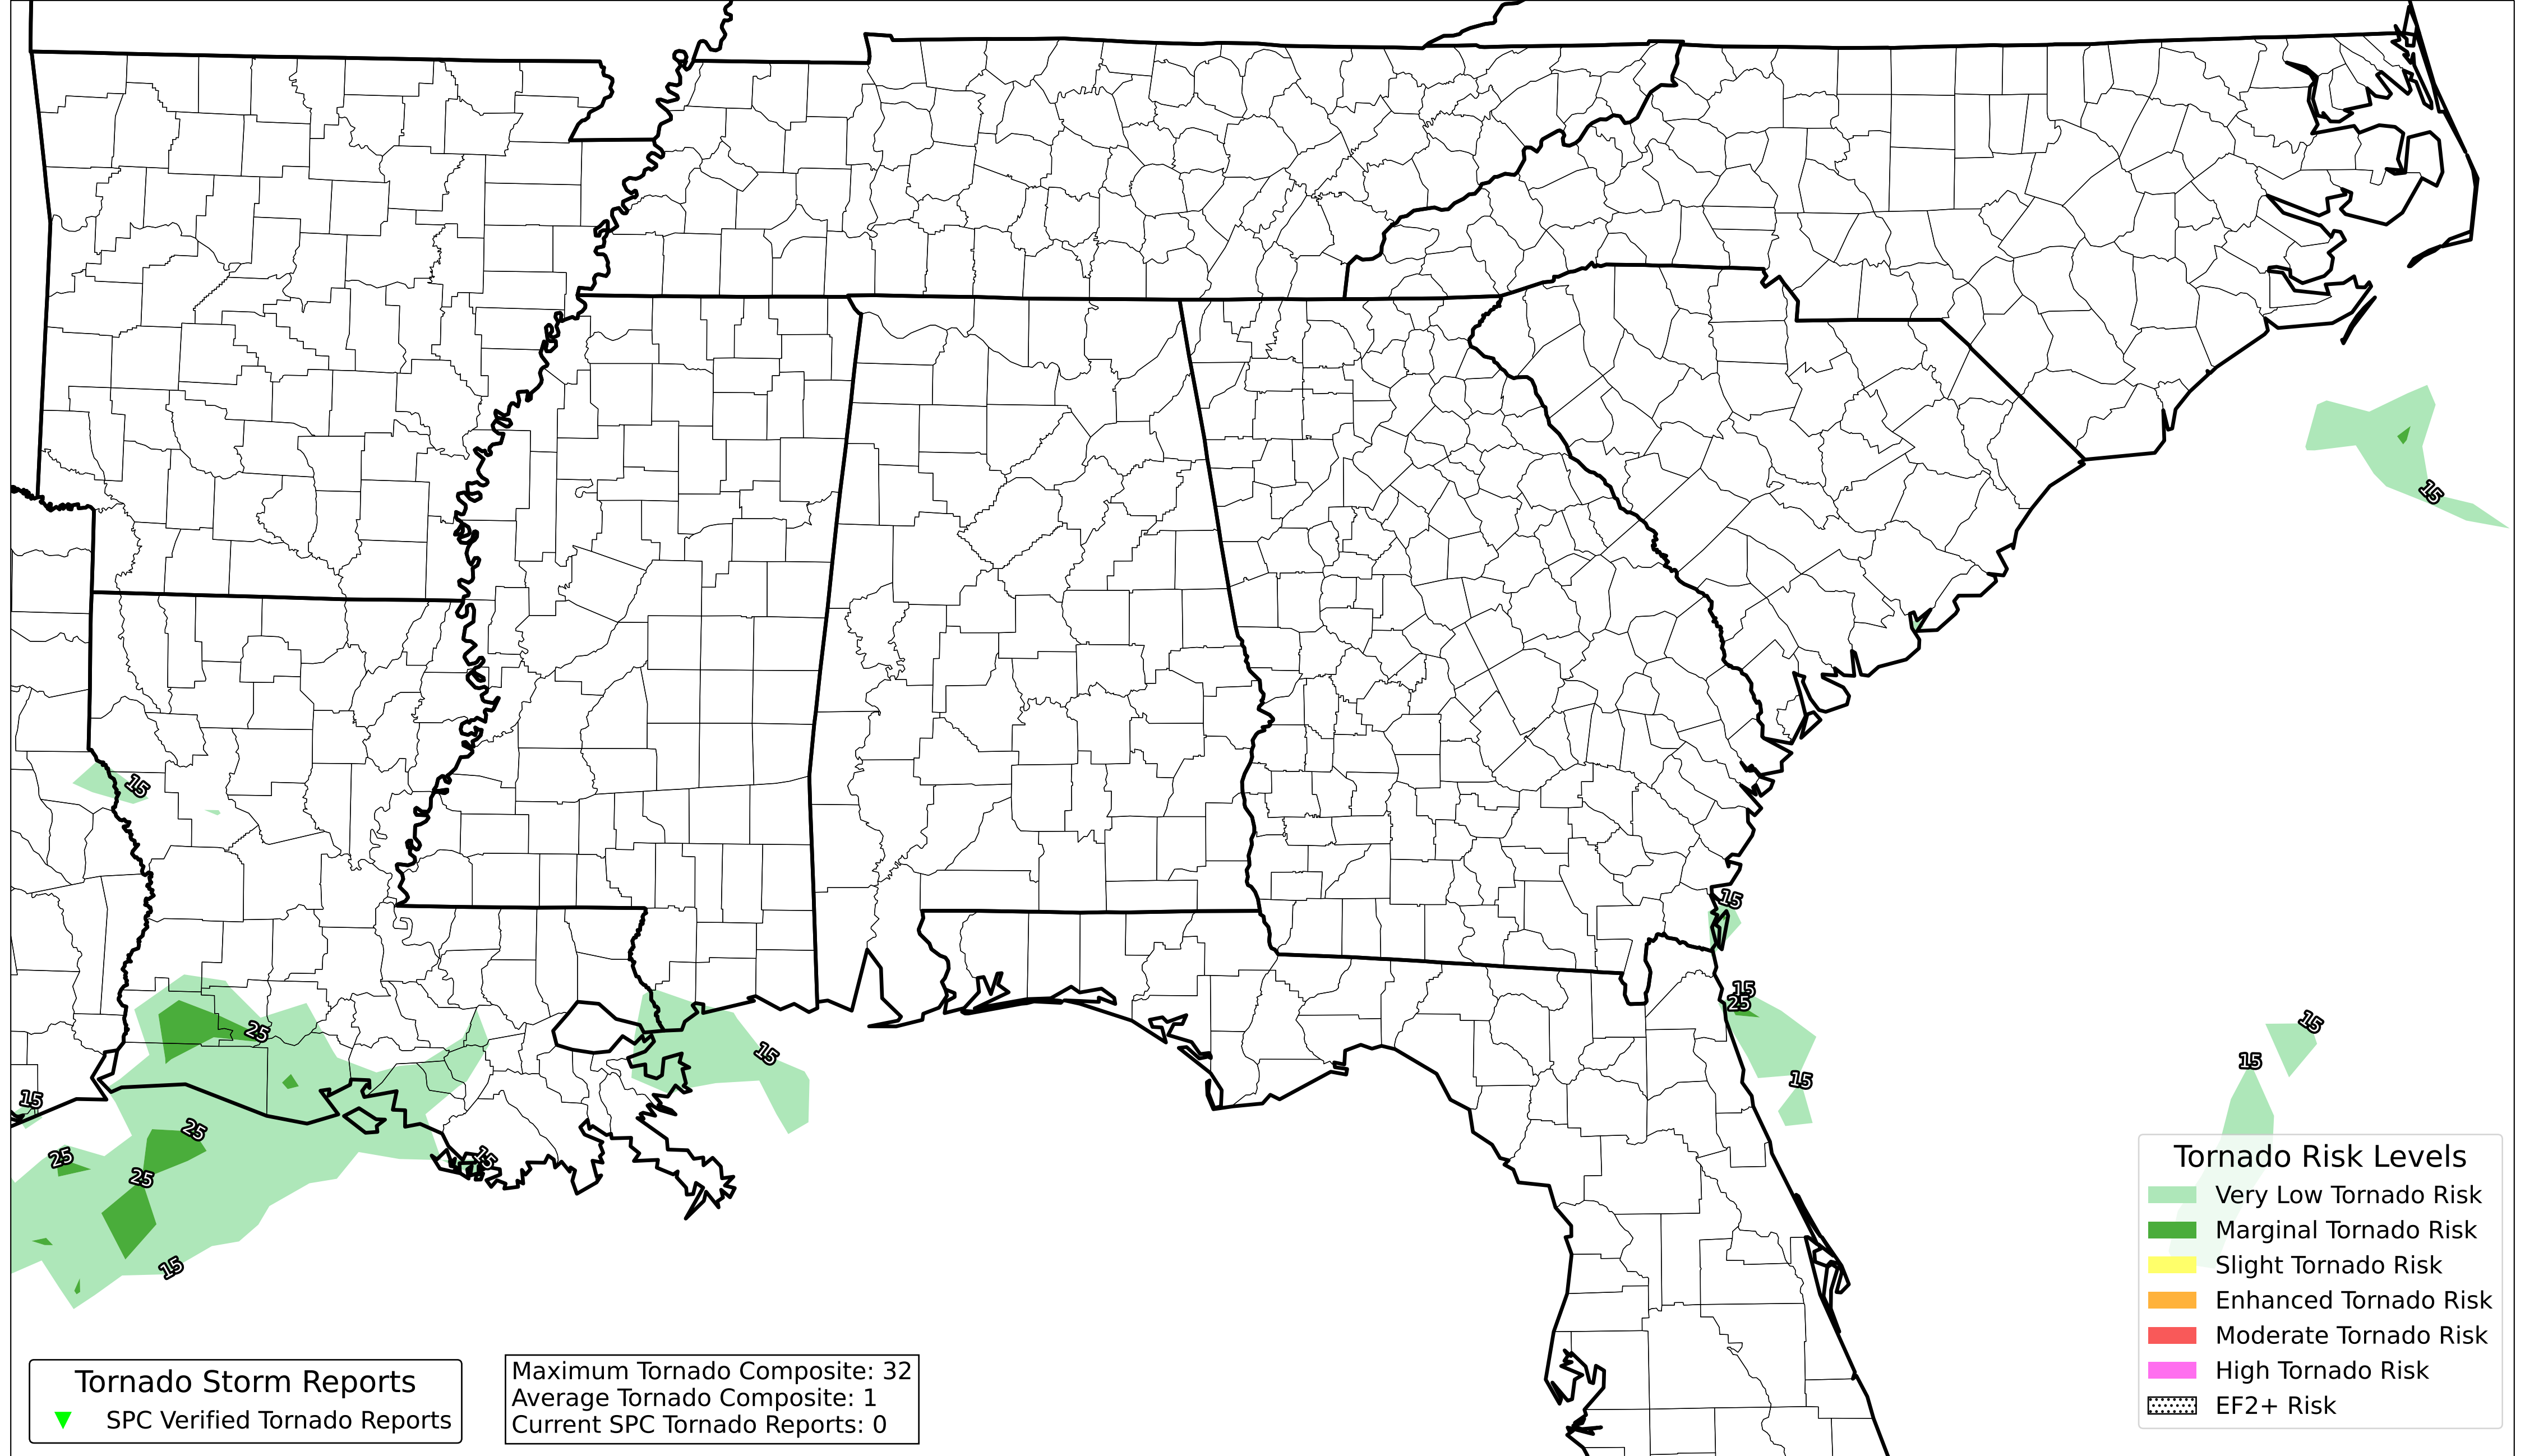 15
15
15
15
25
15
15
15
15
25
15
15
25
25
15
25
15
Tornado Risk Levels
Very Low Tornado Risk
Marginal Tornado Risk
Slight Tornado Risk
Enhanced Tornado Risk
Moderate Tornado Risk
High Tornado Risk
EF2+ Risk
Tornado Storm Reports
SPC Verified Tornado Reports
Maximum Tornado Composite: 32
Average Tornado Composite: 1
Current SPC Tornado Reports: 0